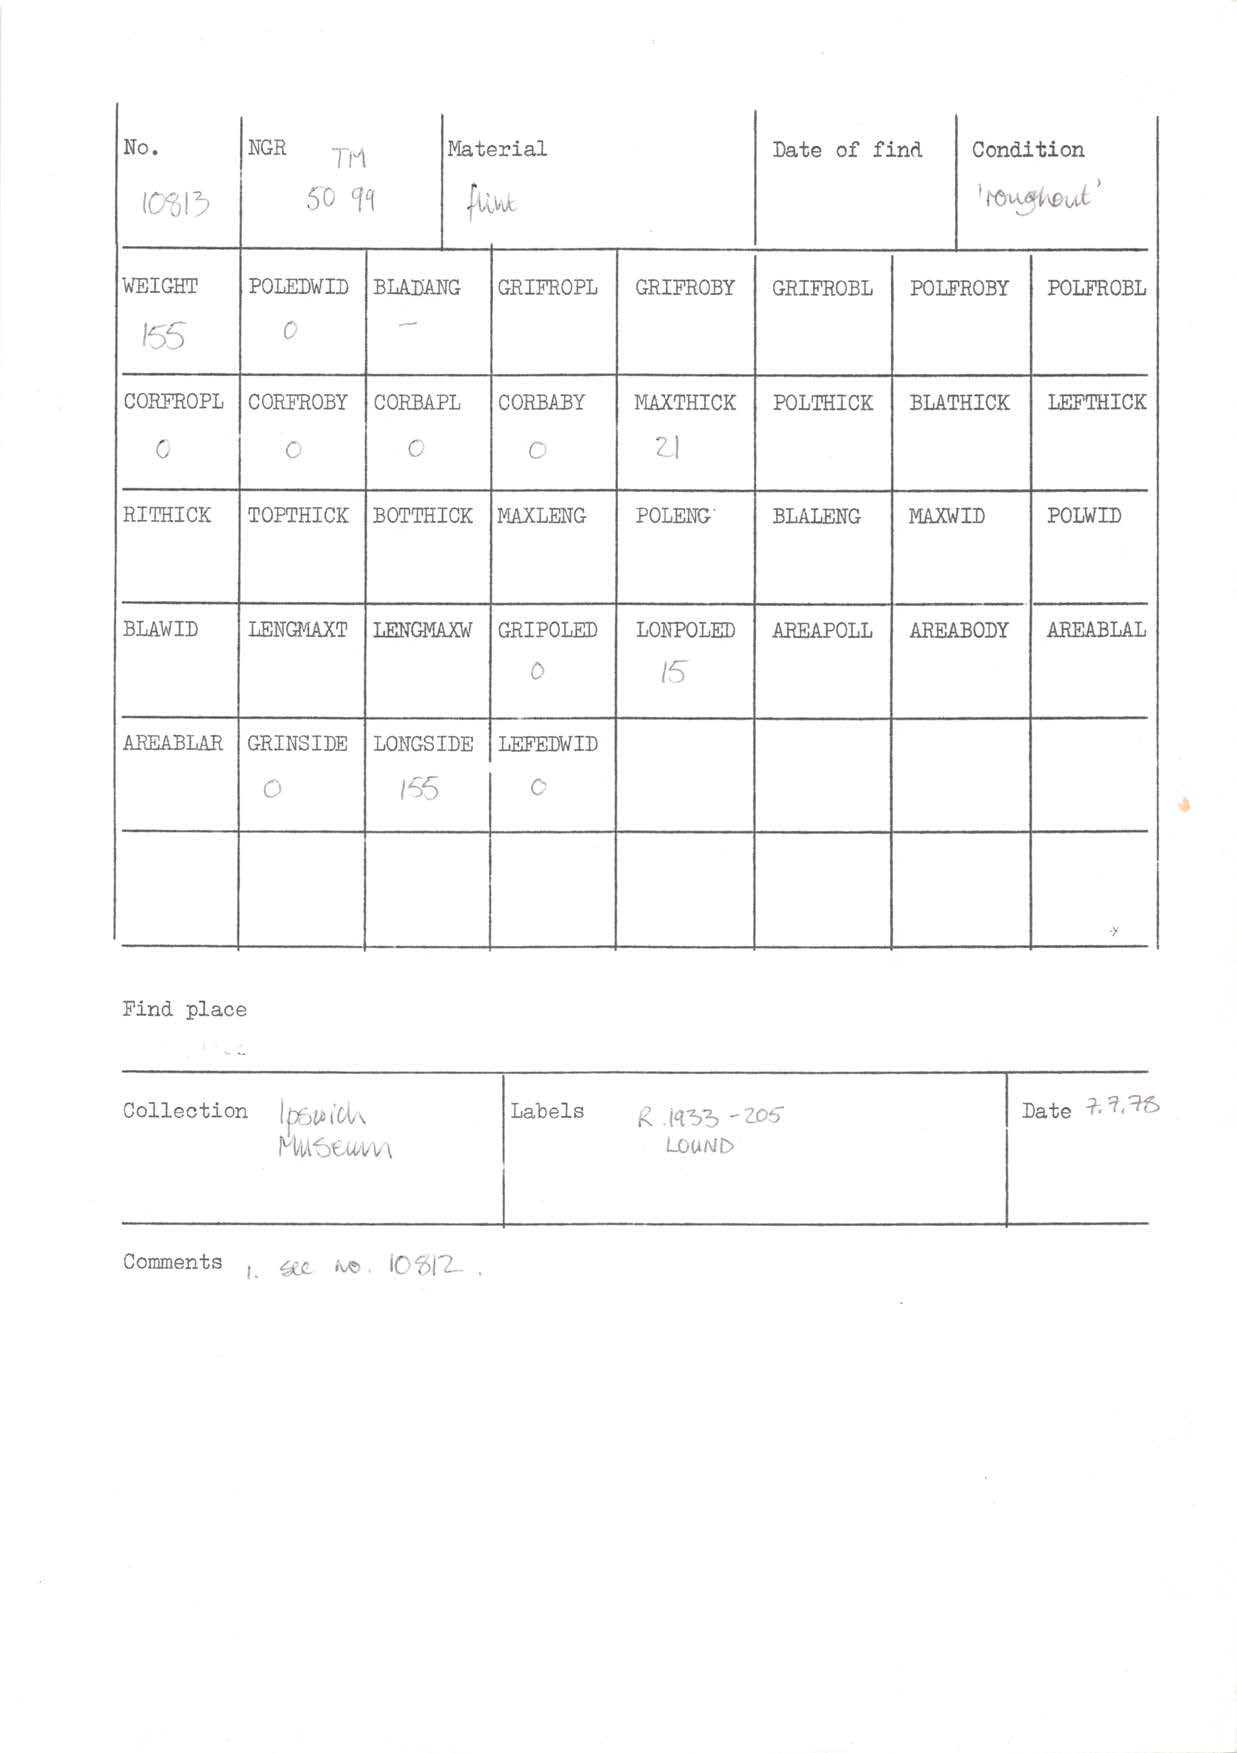 No. NGR TM Material Date of find Condition
10813 50 99 flint 'roughout'
WEIGHT POLEDWID BLADANG GRIFROPL GRIFROBY GRIFROBL POLFROBY POLFROBL
155 0 –
CORFROPL CORFROBY CORBAPL CORBABY MAXTHICK POLTHICK BLATHICK LEFTHICK
0 0 0 0 21
RITHICK TOPTHICK BOTTHICK MAXLENG POLENG BLALENG MAXWID POLWID
BLAWID LENGMAXT LENGMAXW GRIPOLED LONPOLED AREAPOLL AREABODY AREABLAL
0 15
AREABLAR GRINSIDE LONGSIDE LEFEDWID
0 155 0
Find place
Collection Ipswich Labels R.1933-205 Date 7.7.78
Museum LOUND
Comments 1. see no. 10812.